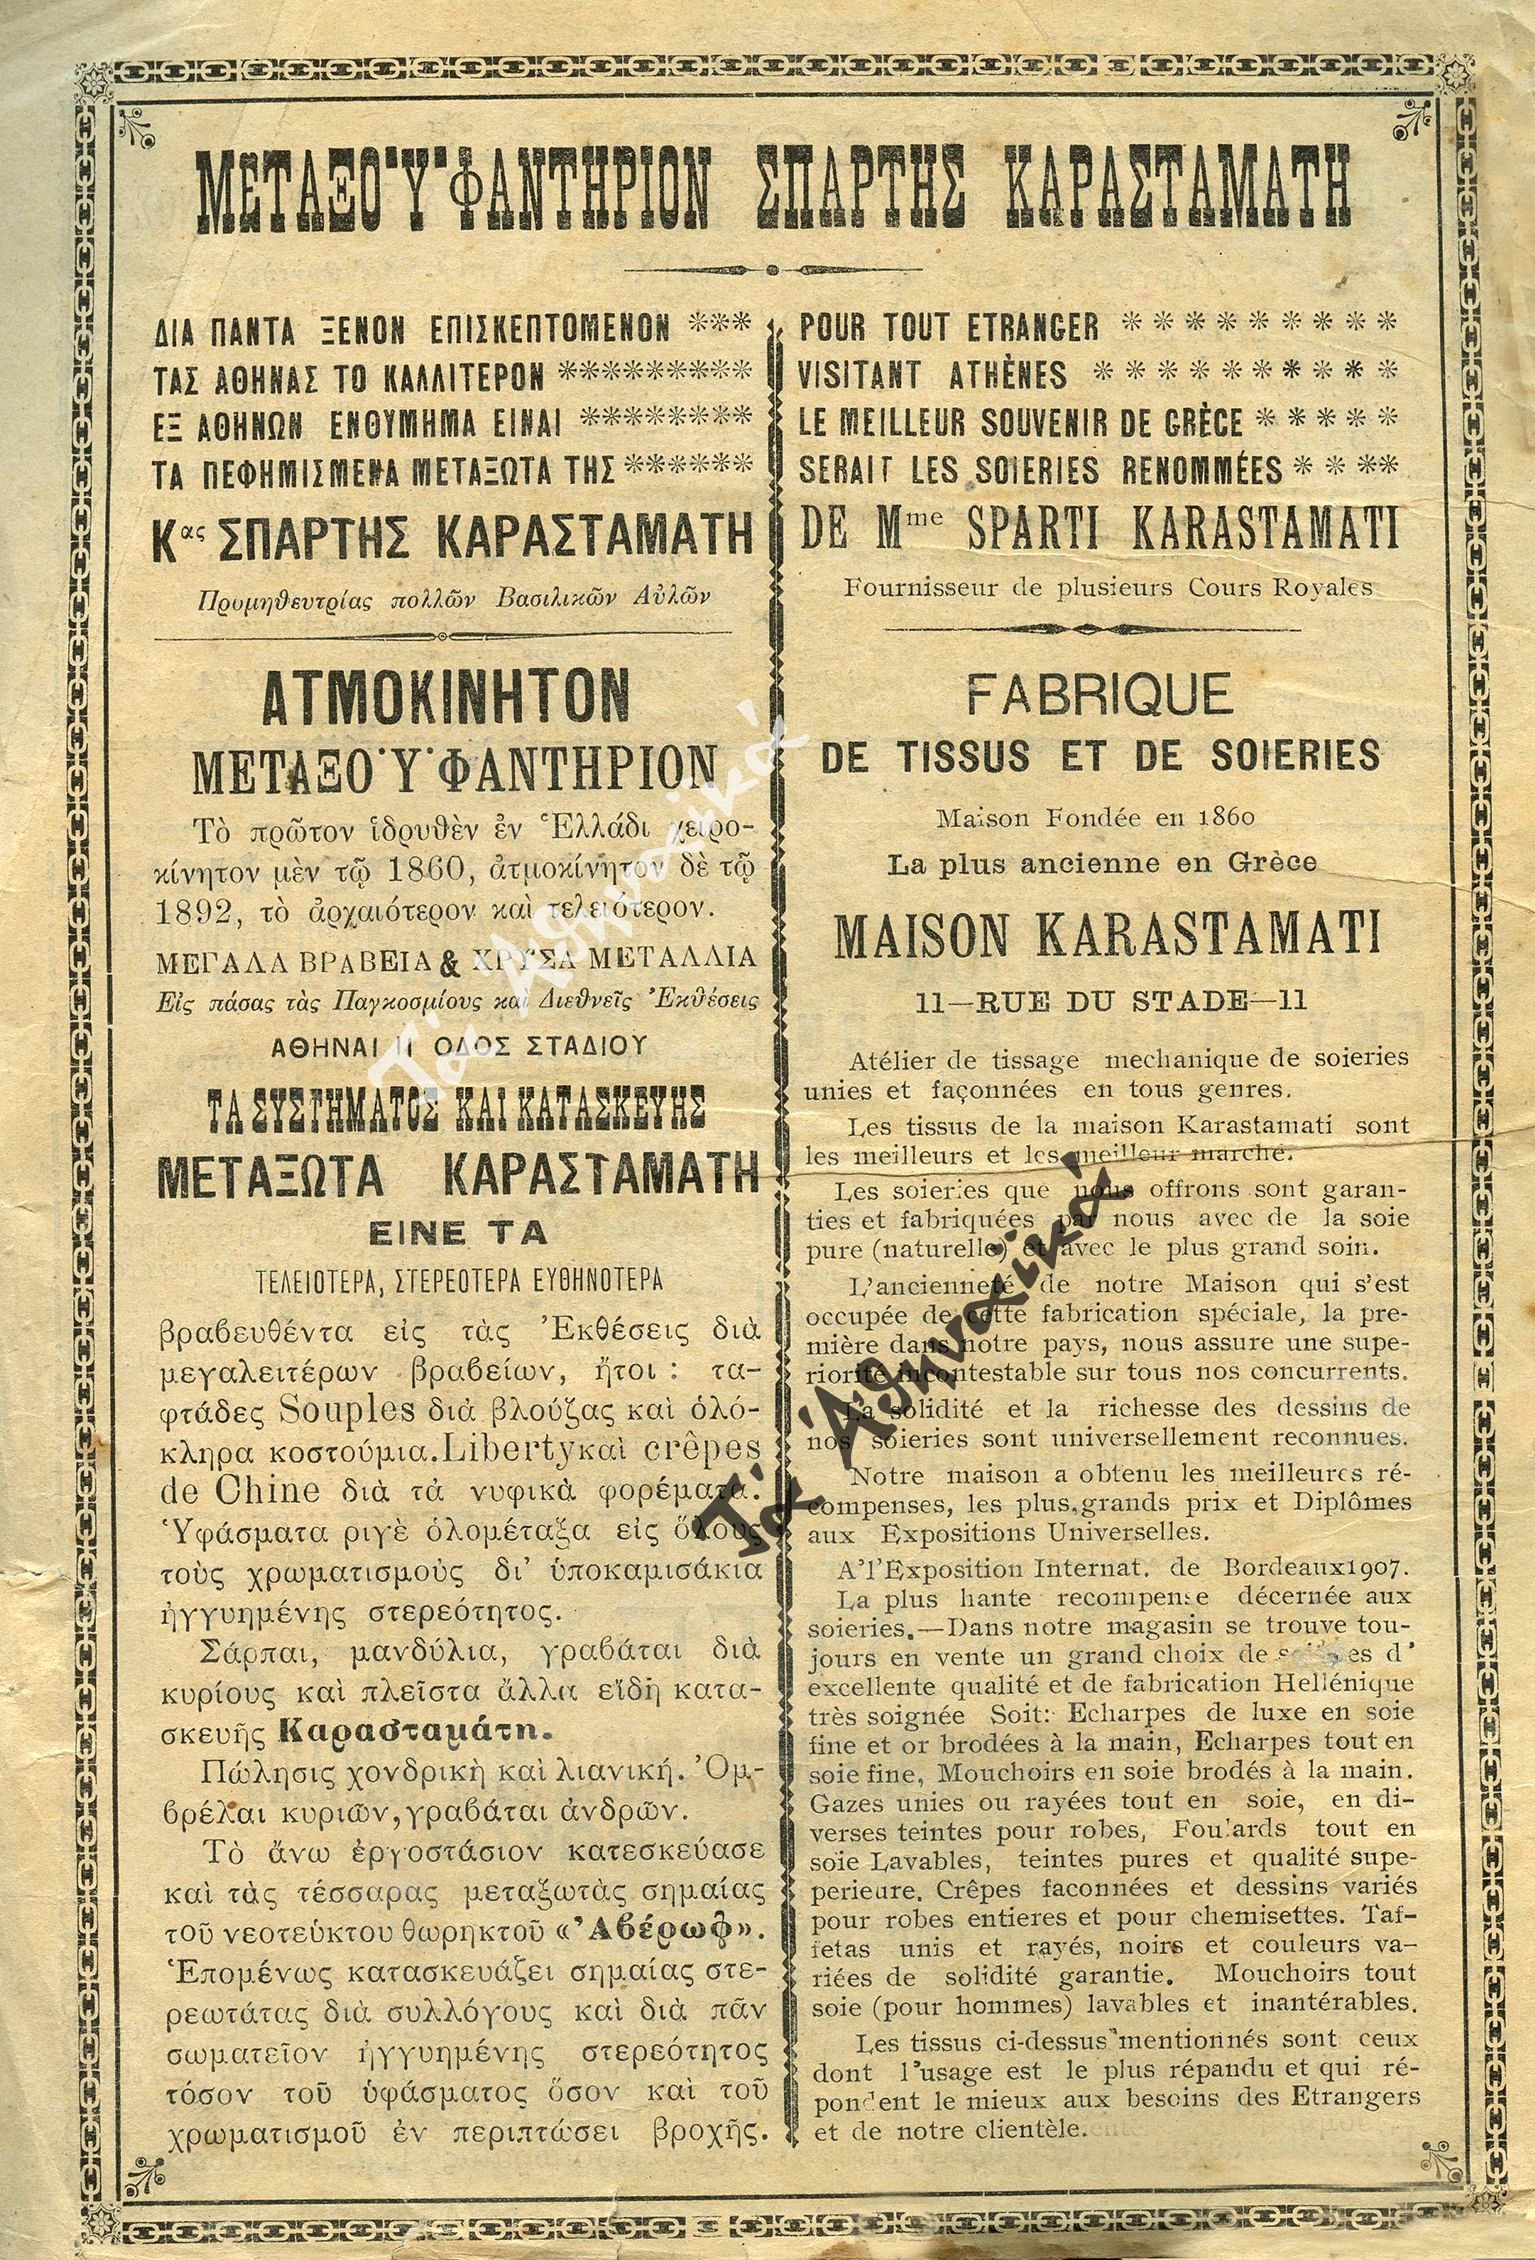 ΜΕΤΑΞΟΫΦΑΝΤΗΡΙΟΝ ΣΠΑΡΤΗΣ ΚΑΡΑΣΤΑΜΑΤΗ
ΔΙΑ ΠΑΝΤΑ ΞΕΝΟΝ ΕΠΙΣΚΕΠΤΟΜΕΝΟΝ
ΤΑΣ ΑΘΗΝΑΣ ΤΟ ΚΑΛΛΙΤΕΡΟΝ
ΕΞ ΑΘΗΝΩΝ ΕΝΘΥΜΗΜΑ ΕΙΝΑΙ
ΤΑ ΠΕΦΗΜΙΣΜΕΝΑ ΜΕΤΑΞΩΤΑ ΤΗΣ
Κας ΣΠΑΡΤΗΣ ΚΑΡΑΣΤΑΜΑΤΗ
Προμηθευτρίας πολλῶν Βασιλικῶν Αὐλῶν
ΑΤΜΟΚΙΝΗΤΟΝ
ΜΕΤΑΞΟΫΦΑΝΤΗΡΙΟΝ
Τὸ πρῶτον ἱδρυθὲν ἐν Ἑλλάδι χειρο-
κίνητον μὲν τῷ 1860, ἀτμοκίνητον δὲ τῷ
1892, τὸ ἀρχαιότερον καὶ τελειότερον.
ΜΕΓΑΛΑ ΒΡΑΒΕΙΑ & ΧΡΥΣΑ ΜΕΤΑΛΛΙΑ
Εἰς πάσας τὰς Παγκοσμίους καὶ Διεθνεῖς Ἐκθέσεις
ΑΘΗΝΑΙ 11 ΟΔΟΣ ΣΤΑΔΙΟΥ
ΤΑ ΣΥΣΤΗΜΑΤΟΣ ΚΑΙ ΚΑΤΑΣΚΕΥΗΣ
ΜΕΤΑΞΩΤΑ ΚΑΡΑΣΤΑΜΑΤΗ
ΕΙΝΕ ΤΑ
ΤΕΛΕΙΟΤΕΡΑ, ΣΤΕΡΕΟΤΕΡΑ ΕΥΘΗΝΟΤΕΡΑ
βραβευθέντα εἰς τὰς Ἐκθέσεις διὰ
μεγαλειτέρων βραβείων, ἤτοι : τα-
φτάδες Souples διὰ βλούζας καὶ ὁλό-
κληρα κοστούμια. Liberty καὶ crêpes
de Chine διὰ τὰ νυφικὰ φορέματα.
Ὑφάσματα ριγὲ ὁλομέταξα εἰς ὅλους
τοὺς χρωματισμοὺς δι' ὑποκαμισάκια
ἠγγυημένης στερεότητος.
Σάρπαι, μανδύλια, γραβάται διὰ
κυρίους καὶ πλεῖστα ἄλλα εἴδη κατα-
σκευῆς Καρασταμάτη.
Πώλησις χονδρικὴ καὶ λιανική. Ὀμ-
βρέλαι κυριῶν, γραβάται ἀνδρῶν.
Τὸ ἄνω ἐργοστάσιον κατεσκεύασε
καὶ τὰς τέσσαρας μεταξωτὰς σημαίας
τοῦ νεοτεύκτου θωρηκτοῦ «Ἀβέρωφ».
Ἑπομένως κατασκευάζει σημαίας στε-
ρεωτάτας διὰ συλλόγους καὶ διὰ πᾶν
σωματεῖον ἠγγυημένης στερεότητος
τόσον τοῦ ὑφάσματος ὅσον καὶ τοῦ
χρωματισμοῦ ἐν περιπτώσει βροχῆς.
POUR TOUT ETRANGER
VISITANT ATHÈNES
LE MEILLEUR SOUVENIR DE GRÈCE
SERAIT LES SOIERIES RENOMMÉES
DE Mme SPARTI KARASTAMATI
Fournisseur de plusieurs Cours Royales
FABRIQUE
DE TISSUS ET DE SOIERIES
Maison Fondée en 1860
La plus ancienne en Grèce
MAISON KARASTAMATI
11—RUE DU STADE—11
Atélier de tissage mechanique de soieries
unies et façonnées en tous genres.
Les tissus de la maison Karastamati sont
les meilleurs et les meilleur marché.
Les soieries que nous offrons sont garan-
ties et fabriquées par nous avec de la soie
pure (naturelle) et avec le plus grand soin.
L'ancienneté de notre Maison qui s'est
occupée de cette fabrication spéciale, la pre-
mière dans notre pays, nous assure une supe-
riorité incontestable sur tous nos concurrents.
La solidité et la richesse des dessins de
nos soieries sont universellement reconnues.
Notre maison a obtenu les meilleures ré-
compenses, les plus grands prix et Diplômes
aux Expositions Universelles.
A' l'Exposition Internat. de Bordeaux 1907.
La plus hante recompense décernée aux
soieries.—Dans notre magasin se trouve tou-
jours en vente un grand choix de d'
excellente qualité et de fabrication Hellénique
très soignée Soit: Echarpes de luxe en soie
fine et or brodées à la main, Echarpes tout en
soie fine, Mouchoirs en soie brodés à la main.
Gazes unies ou rayées tout en soie, en di-
verses teintes pour robes, Foulards tout en
soie Lavables, teintes pures et qualité supe-
perieure. Crêpes faconnées et dessins variés
pour robes entieres et pour chemisettes. Taf-
fetas unis et rayés, noirs et couleurs va-
riées de solidité garantie. Mouchoirs tout
soie (pour hommes) lavables et inantérables.
Les tissus ci-dessus mentionnés sont ceux
dont l'usage est le plus répandu et qui ré-
pondent le mieux aux besoins des Etrangers
et de notre clientèle.
Τά Ἀθηναϊκά
Τά Ἀθηναϊκά